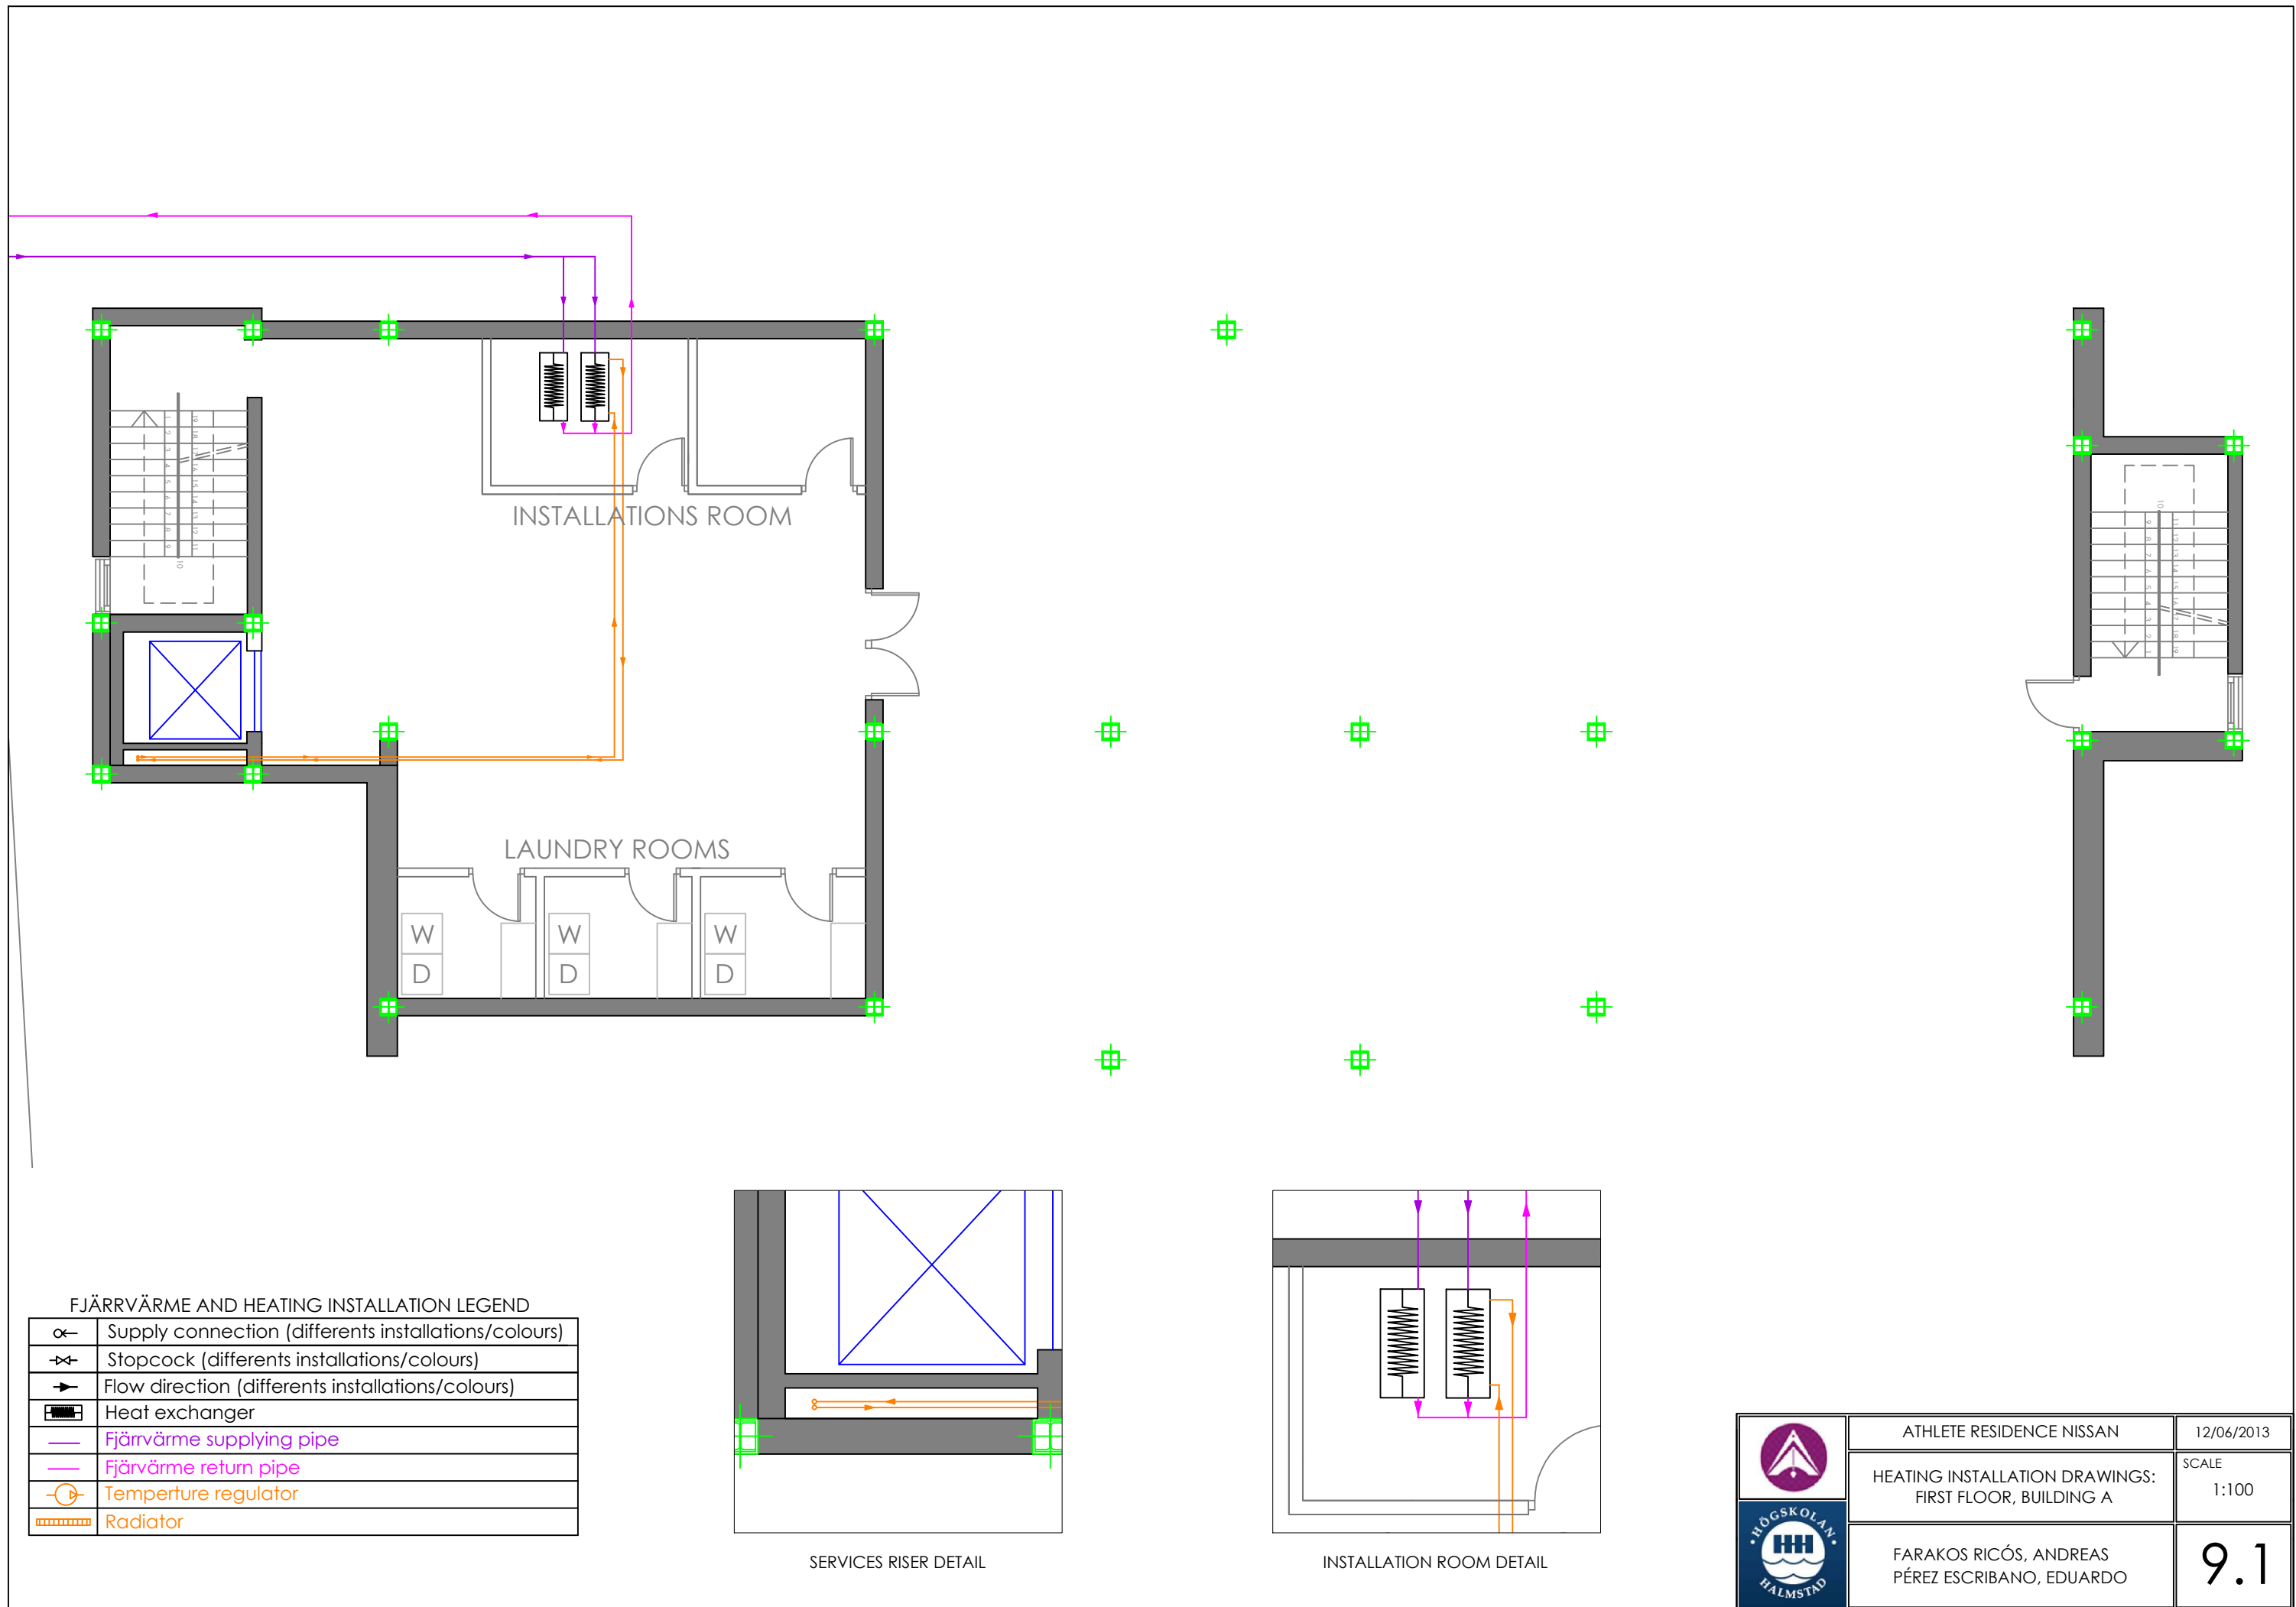 INSTALLATIONS ROOM
LAUNDRY ROOMS
W
D
W
D
W
D
FJÄRRVÄRME AND HEATING INSTALLATION LEGEND
Supply connection (differents installations/colours)
Stopcock (differents installations/colours)
Flow direction (differents installations/colours)
Heat exchanger
Fjärrvärme supplying pipe
Fjärvärme return pipe
Temperture regulator
Radiator
SERVICES RISER DETAIL
INSTALLATION ROOM DETAIL
ATHLETE RESIDENCE NISSAN
12/06/2013
HEATING INSTALLATION DRAWINGS:
FIRST FLOOR, BUILDING A
SCALE
1:100
HÖGSKOLAN
HALMSTAD
FARAKOS RICÓS, ANDREAS
PÉREZ ESCRIBANO, EDUARDO
9.1